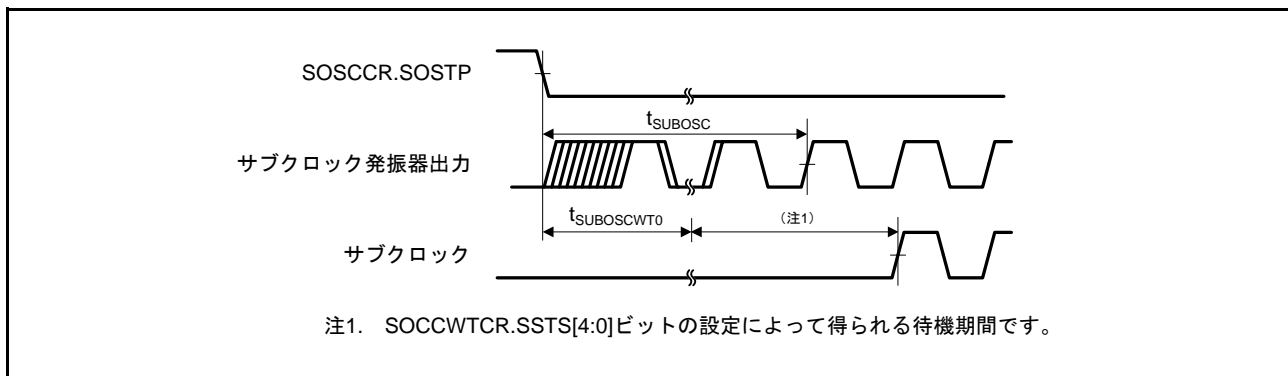 SOSCCR.SOSTP
tSUBOSC
サブクロック発振器出力
tSUBOSCWT0
（注1）
サブクロック
注1. SOCCWTCR.SSTS[4:0]ビットの設定によって得られる待機期間です。